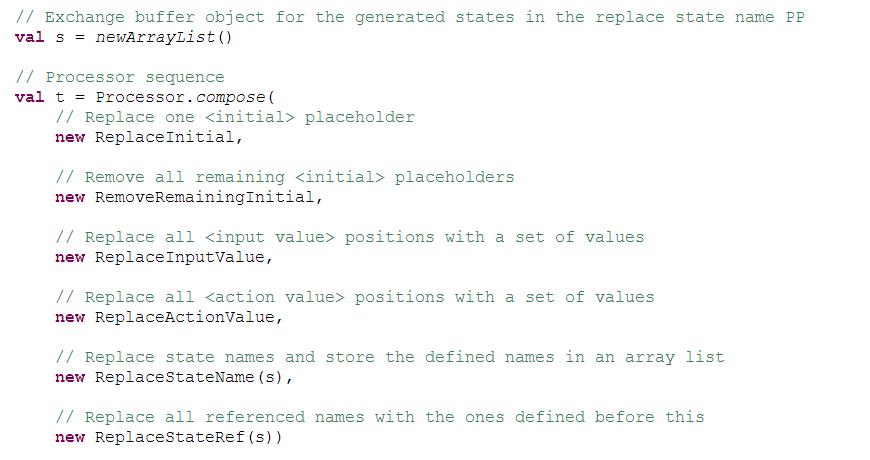 // Exchange buffer object for the generated states in the replace state name PP
val s = newArrayList()
// Processor sequence
val t = Processor.compose(
// Replace one <initial> placeholder
new ReplaceInitial,
// Remove all remaining <initial> placeholders
new RemoveRemainingInitial,
// Replace all <input value> positions with a set of values
new ReplaceInputValue,
// Replace all <action value> positions with a set of values
new ReplaceActionValue,
// Replace state names and store the defined names in an array list
new ReplaceStateName(s),
// Replace all referenced names with the ones defined before this
new ReplaceStateRef(s))